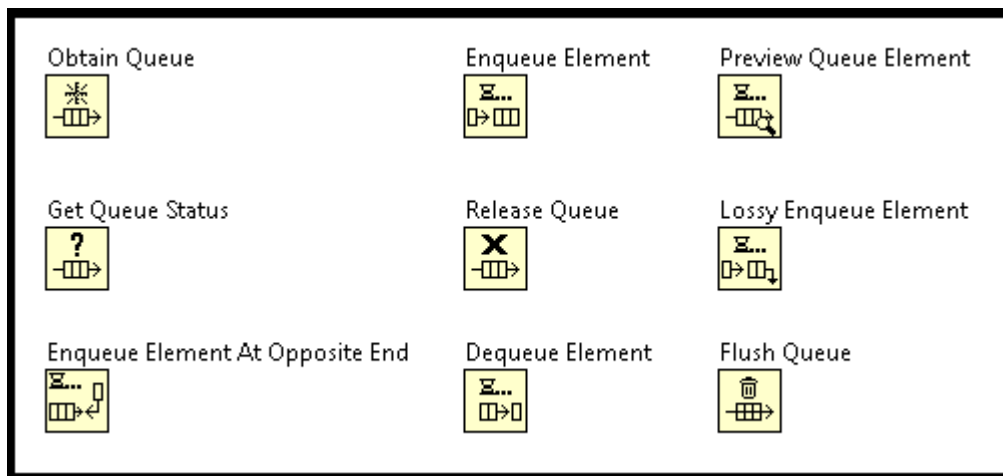 Obtain Queue
Enqueue Element
Preview Queue Element
Get Queue Status
Release Queue
Lossy Enqueue Element
Enqueue Element At Opposite End
Dequeue Element
Flush Queue